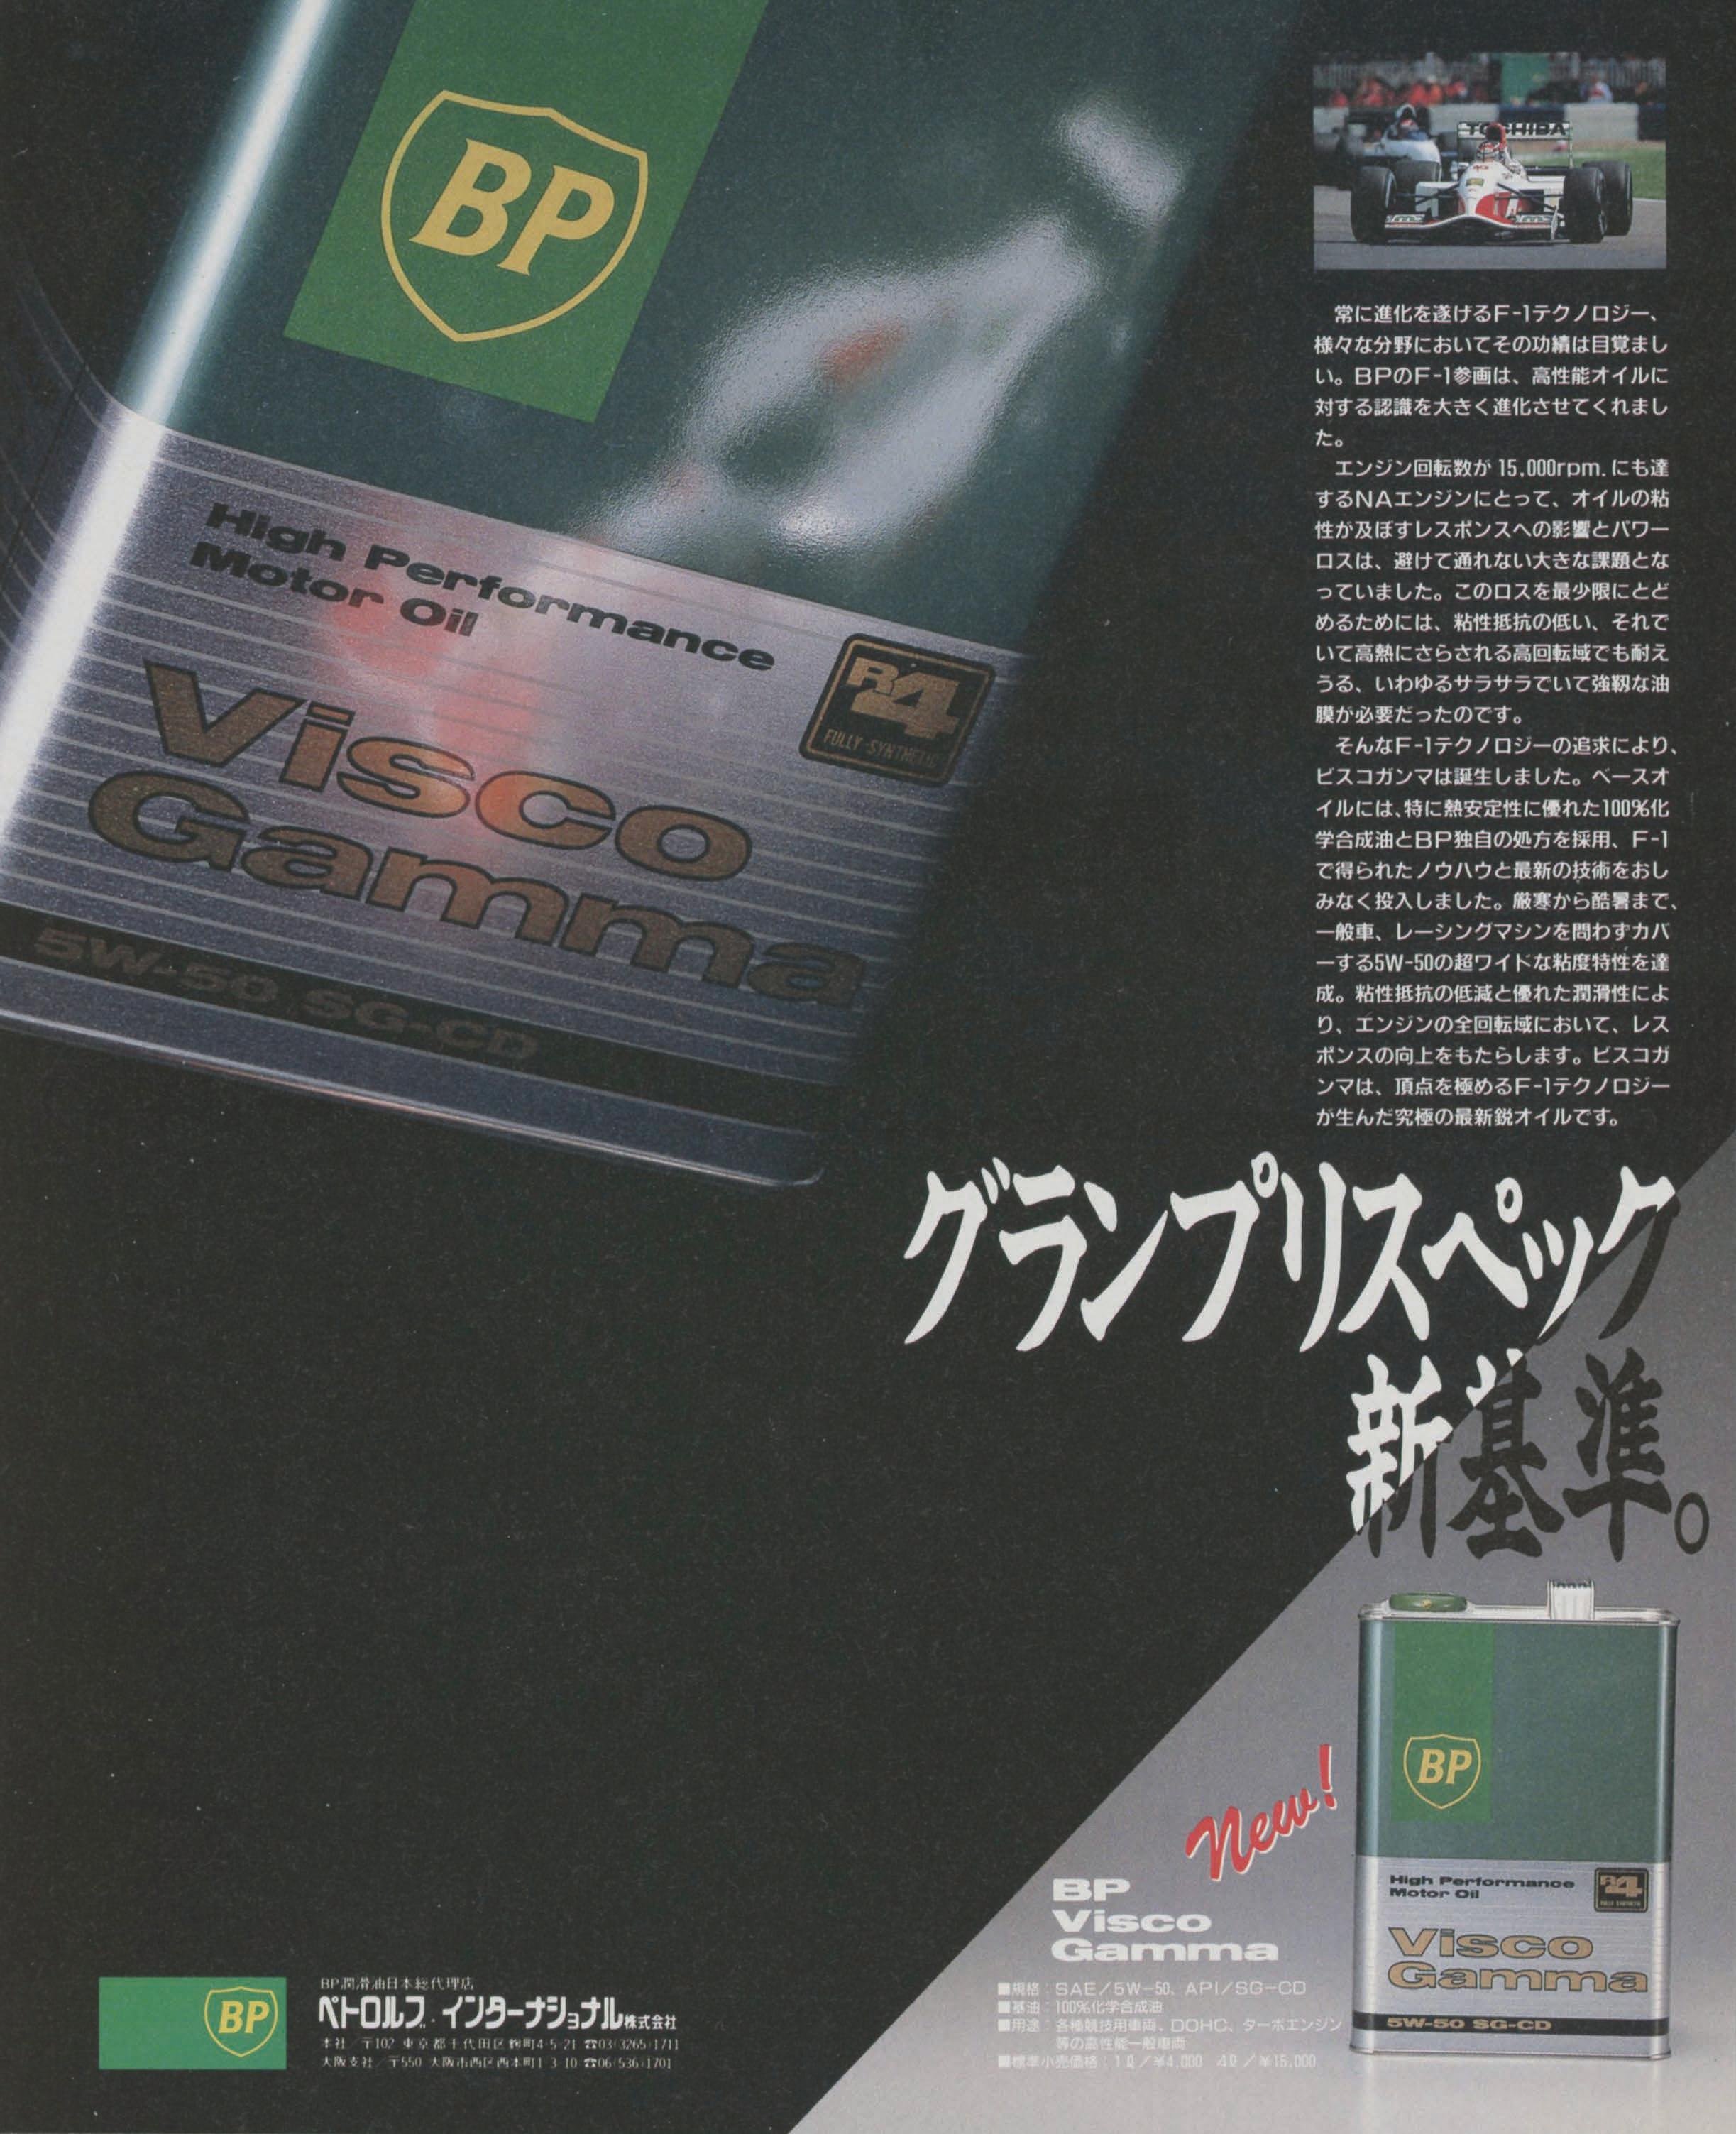 BP
High Performance
Motor Oil
R4
FULLY SYNTHETIC
Visco
Gamma
5W-50 SG-CD
TOSHIBA
常に進化を遂げるF-1テクノロジー、
様々な分野においてその功績は目覚まし
い。BPのF-1参画は、高性能オイルに
対する認識を大きく進化させてくれまし
た。
エンジン回転数が 15,000rpm. にも達
するNAエンジンにとって、オイルの粘
性が及ぼすレスポンスへの影響とパワー
ロスは、避けて通れない大きな課題とな
っていました。このロスを最少限にとど
めるためには、粘性抵抗の低い、それで
いて高熱にさらされる高回転域でも耐え
うる、いわゆるサラサラでいて強靱な油
膜が必要だったのです。
そんなF-1テクノロジーの追求により、
ビスコガンマは誕生しました。ベースオ
イルには、特に熱安定性に優れた100%化
学合成油とBP独自の処方を採用、F-1
で得られたノウハウと最新の技術をおし
みなく投入しました。厳寒から酷暑まで、
一般車、レーシングマシンを問わずカバ
ーする5W-50の超ワイドな粘度特性を達
成。粘性抵抗の低減と優れた潤滑性によ
り、エンジンの全回転域において、レス
ポンスの向上をもたらします。ビスコガ
ンマは、頂点を極めるF-1テクノロジー
が生んだ究極の最新鋭オイルです。
グランプリスペック
新基準。
New!
BP
Visco
Gamma
■規格：SAE/5W-50、API/SG-CD
■基油：100%化学合成油
■用途：各種競技用車両、DOHC、ターボエンジン
等の高性能一般車両
■標準小売価格：1ℓ/¥4,000 4ℓ/¥15,000
BP
High Performance
Motor Oil
R4
FULLY SYNTHETIC
Visco
Gamma
5W-50 SG-CD
BP
BP潤滑油日本総代理店
ペトロルブ・インターナショナル株式会社
本社／〒102 東京都千代田区麹町4-5-21 ☎03(3265)1711
大阪支社／〒550 大阪市西区西本町1-3-10 ☎06(536)1701